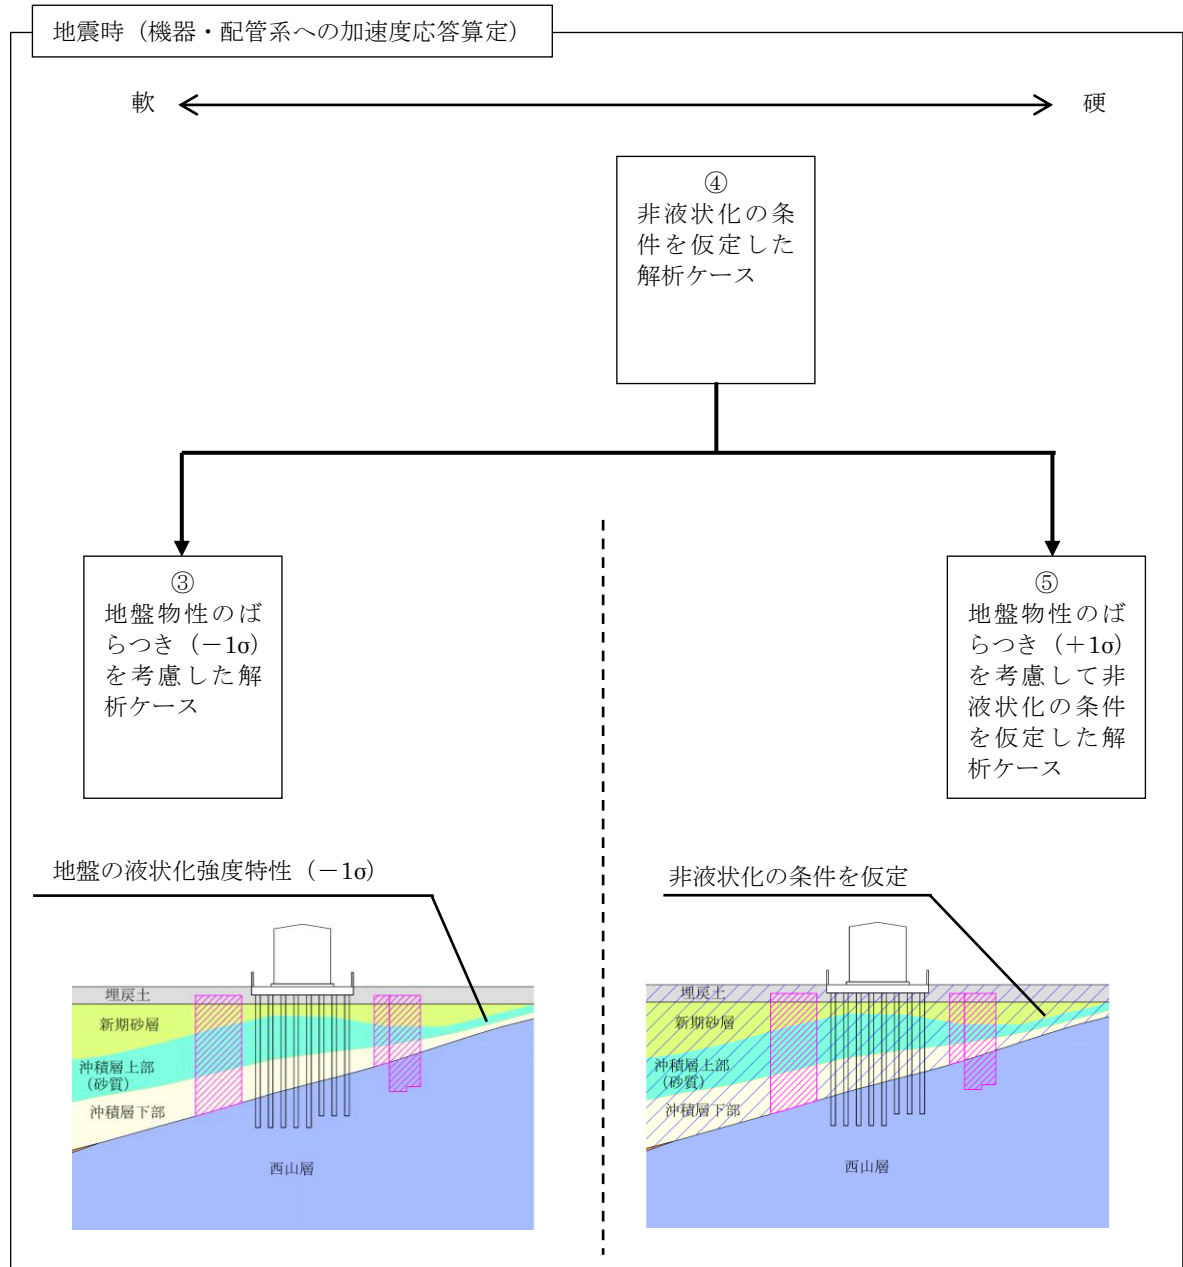 地震時（機器・配管系への加速度応答算定）
軟
硬
④
非液状化の条
件を仮定した
解析ケース
③
地盤物性のば
らつき（－1σ）
を考慮した解
析ケース
⑤
地盤物性のば
らつき（＋1σ）
を考慮して非
液状化の条件
を仮定した解
析ケース
地盤の液状化強度特性（－1σ）
埋戻土
新期砂層
沖積層上部
(砂質)
沖積層下部
西山層
非液状化の条件を仮定
埋戻土
新期砂層
沖積層上部
(砂質)
沖積層下部
西山層